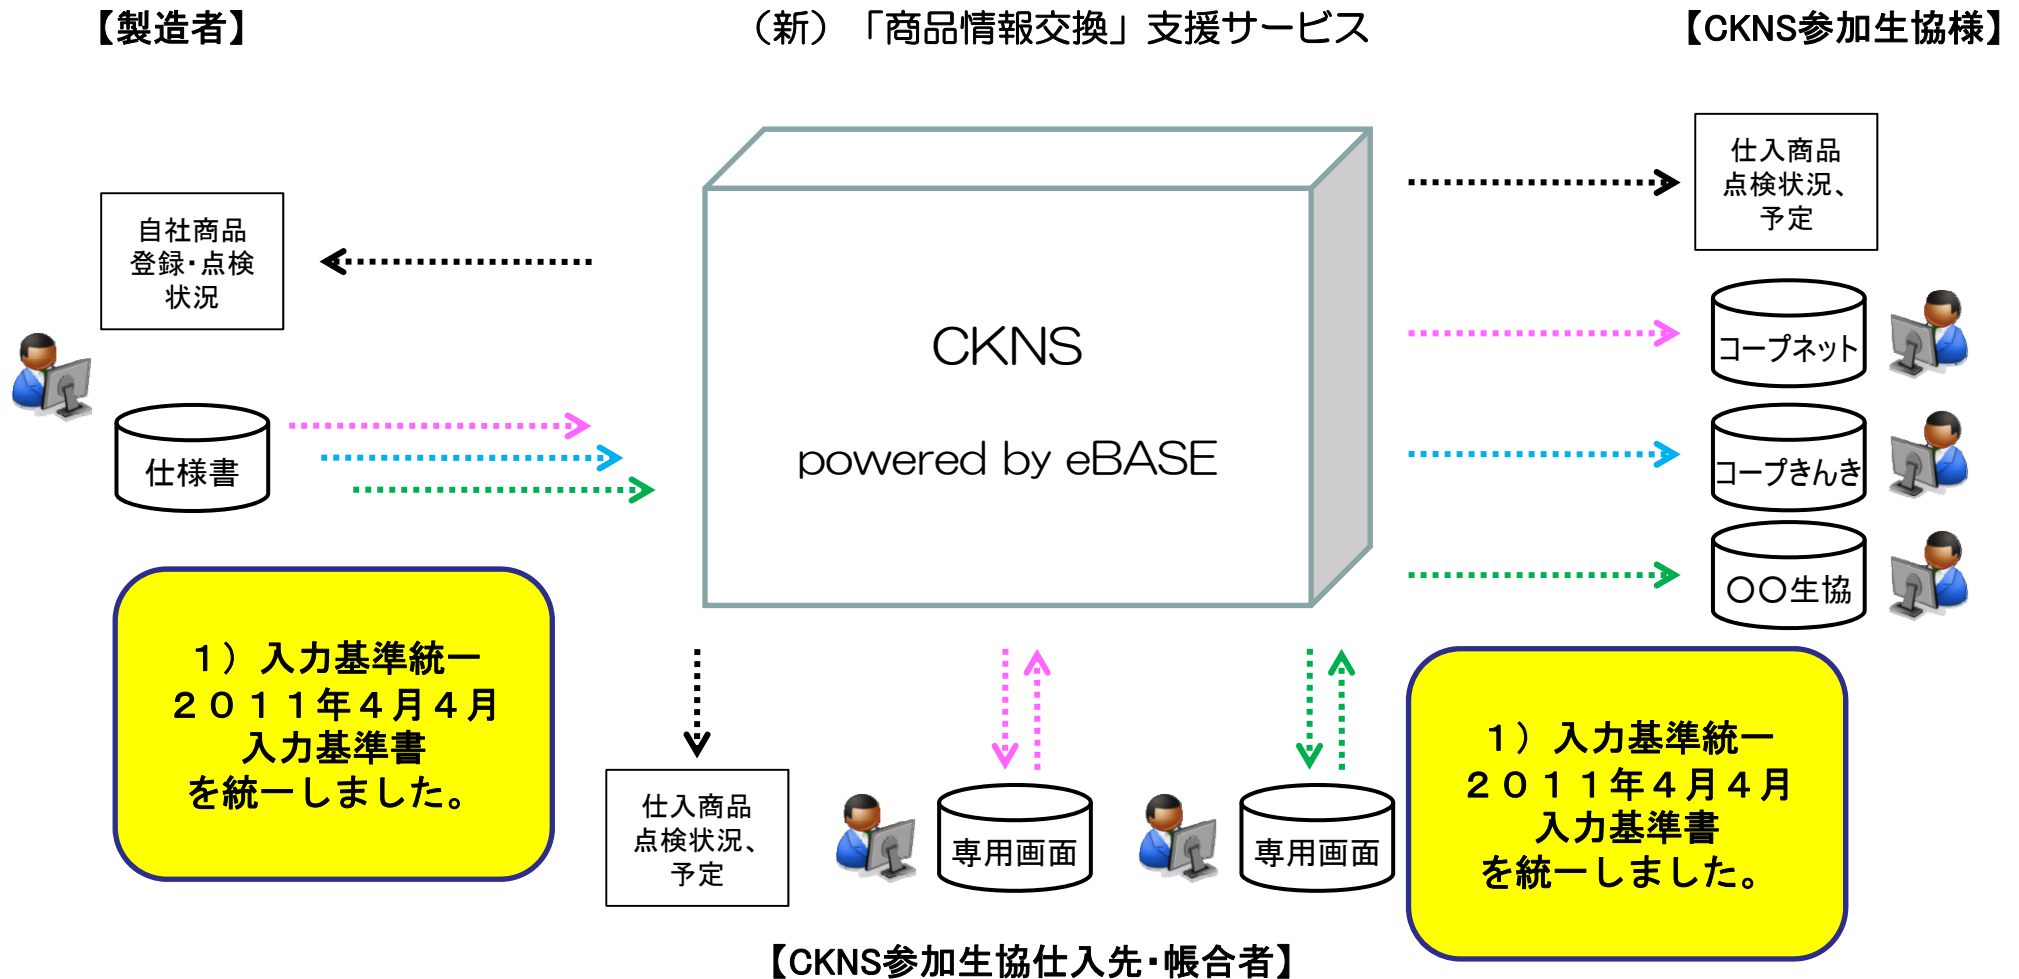 【製造者】
（新）「商品情報交換」支援サービス
【CKNS参加生協様】
自社商品
登録・点検
状況
仕様書
CKNS
powered by eBASE
仕入商品
点検状況、
予定
コープネット
コープきんき
〇〇生協
１）入力基準統一
２０１１年４月４月
入力基準書
を統一しました。
仕入商品
点検状況、
予定
専用画面
専用画面
１）入力基準統一
２０１１年４月４月
入力基準書
を統一しました。
【CKNS参加生協仕入先・帳合者】